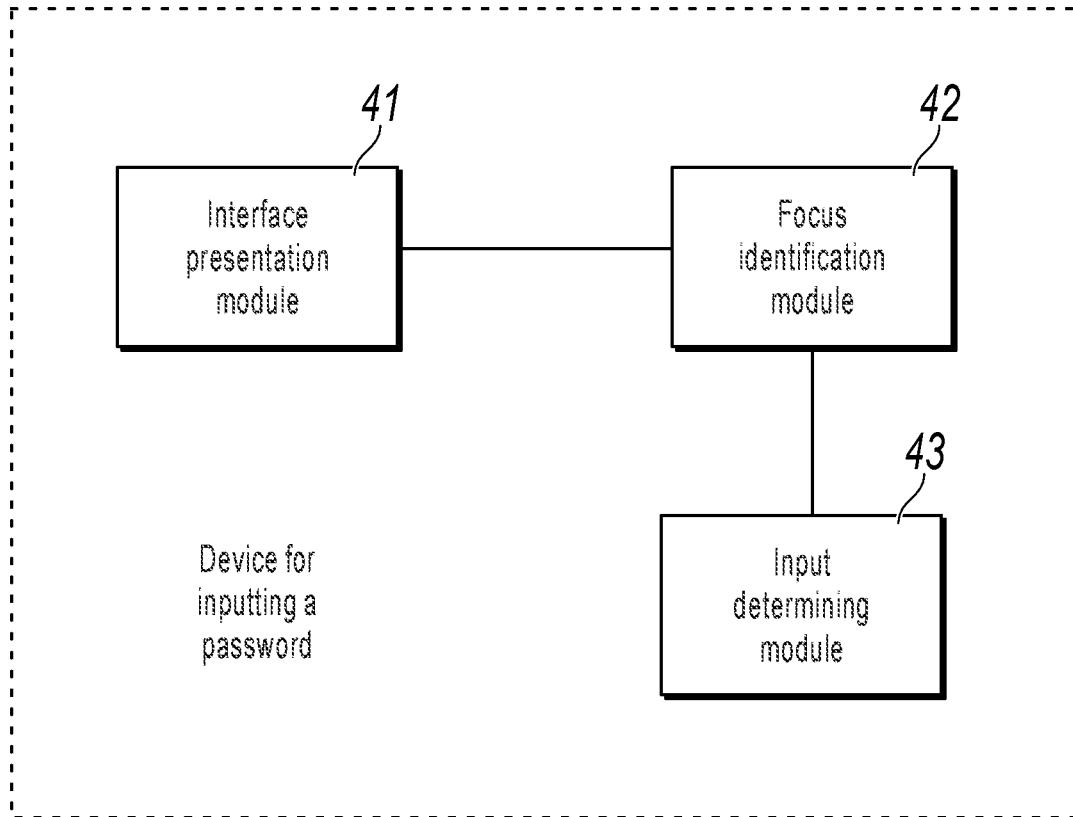 41
Interface
presentation
module
42
Focus
identification
module
43
Input
determining
module
Device for
inputting a
password